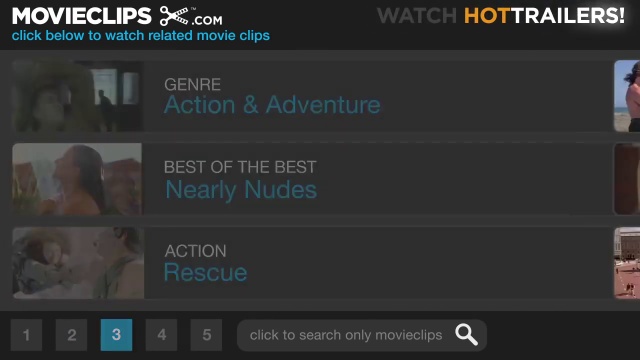 MOVIECLIPS .COM
WATCH HOTTRAILERS!
click below to watch related movie clips
GENRE
Action & Adventure
BEST OF THE BEST
Nearly Nudes
ACTION
Rescue
1 2 3 4 5 click to search only movieclips